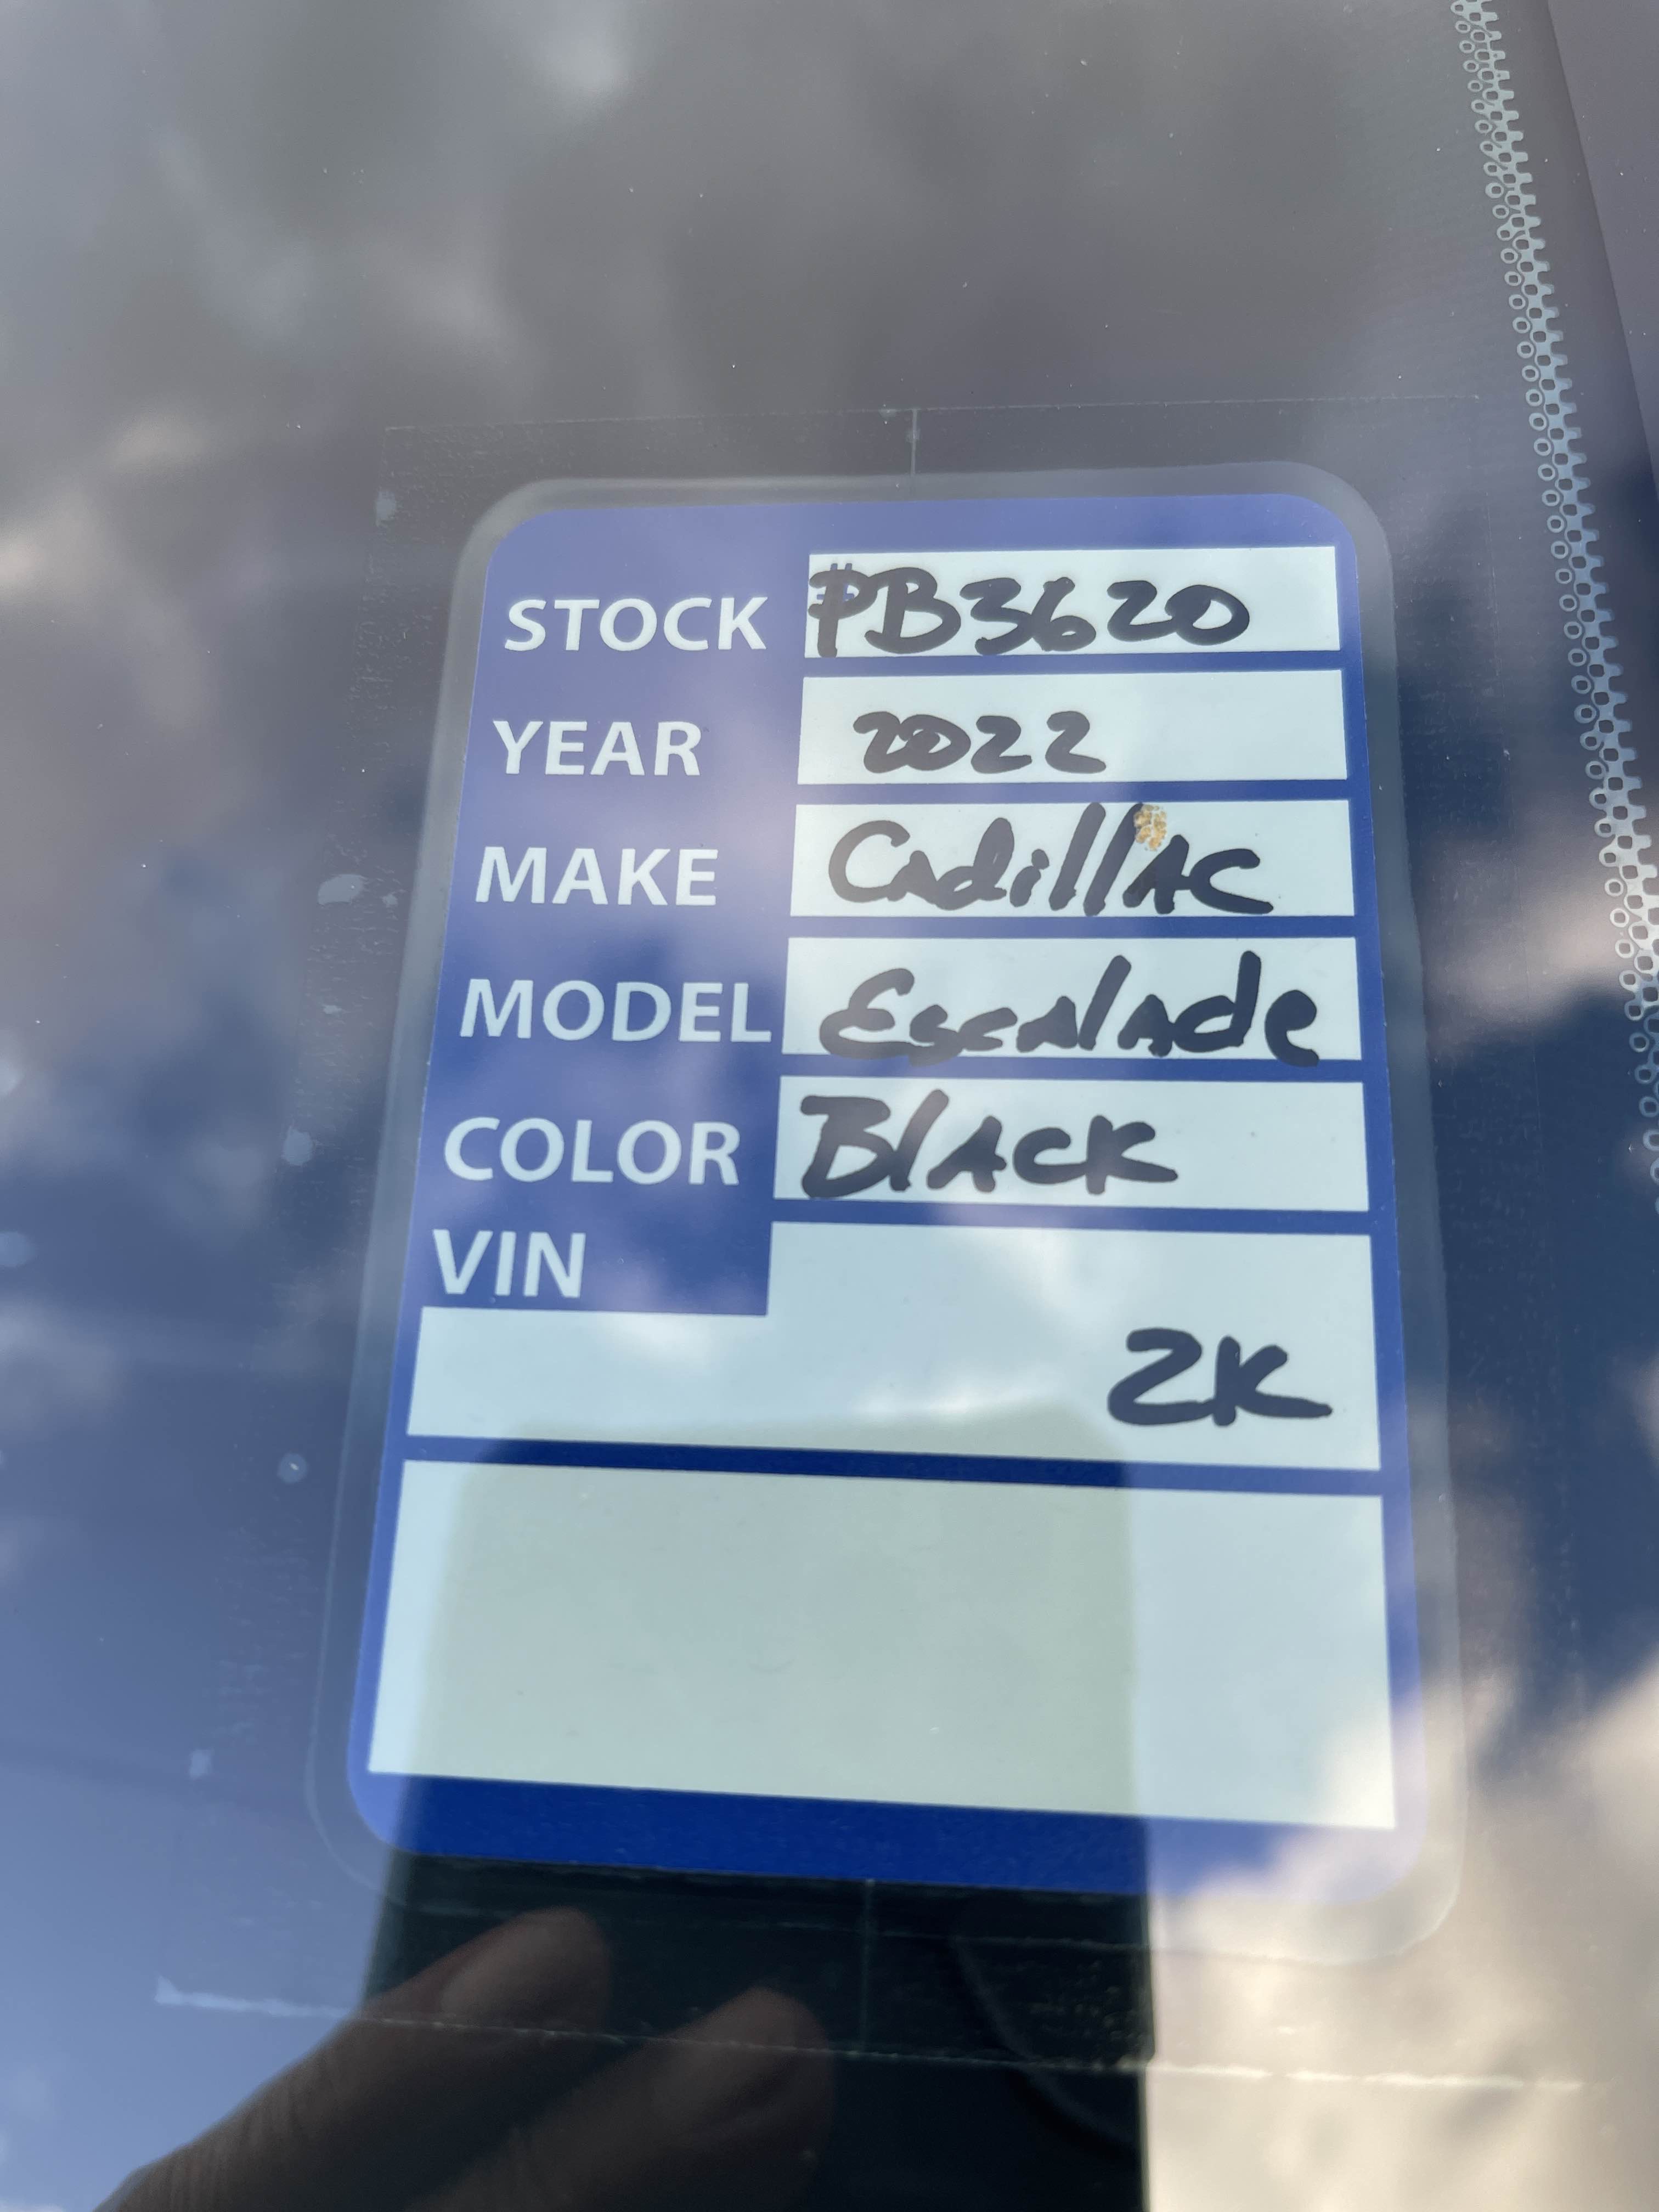 STOCK #PB3620
YEAR 2022
MAKE Cadillac
MODEL Escalade
COLOR Black
VIN
2K